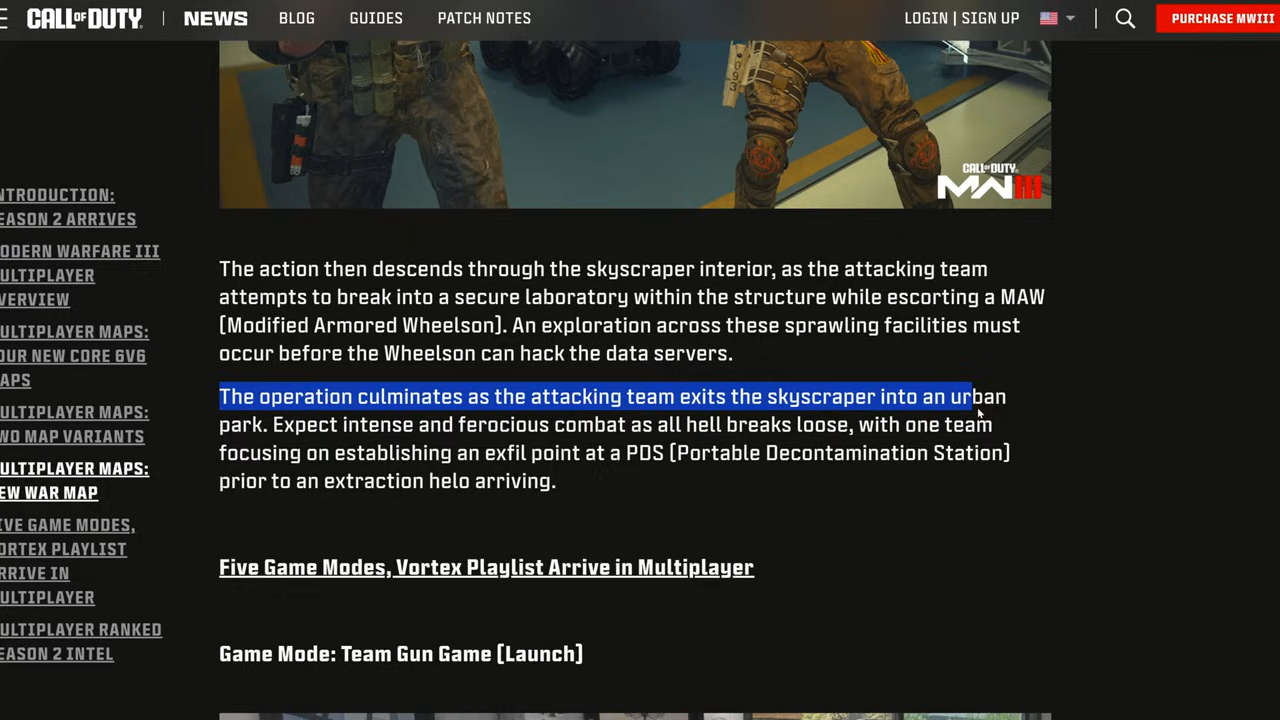 CALL OF DUTY
NEWS
BLOG
GUIDES
PATCH NOTES
LOGIN | SIGN UP
PURCHASE MWIII
093
CALL OF DUTY
MWIII
NTRODUCTION:
EASON 2 ARRIVES
ODERN WARFARE III
ULTIPLAYER
VERVIEW
ULTIPLAYER MAPS:
OUR NEW CORE 6V6
APS
ULTIPLAYER MAPS:
WO MAP VARIANTS
ULTIPLAYER MAPS:
EW WAR MAP
IVE GAME MODES,
ORTEX PLAYLIST
RRIVE IN
ULTIPLAYER
ULTIPLAYER RANKED
EASON 2 INTEL
The action then descends through the skyscraper interior, as the attacking team
attempts to break into a secure laboratory within the structure while escorting a MAW
(Modified Armored Wheelson). An exploration across these sprawling facilities must
occur before the Wheelson can hack the data servers.
The operation culminates as the attacking team exits the skyscraper into an urban
park. Expect intense and ferocious combat as all hell breaks loose, with one team
focusing on establishing an exfil point at a PDS (Portable Decontamination Station)
prior to an extraction helo arriving.
Five Game Modes, Vortex Playlist Arrive in Multiplayer
Game Mode: Team Gun Game (Launch)